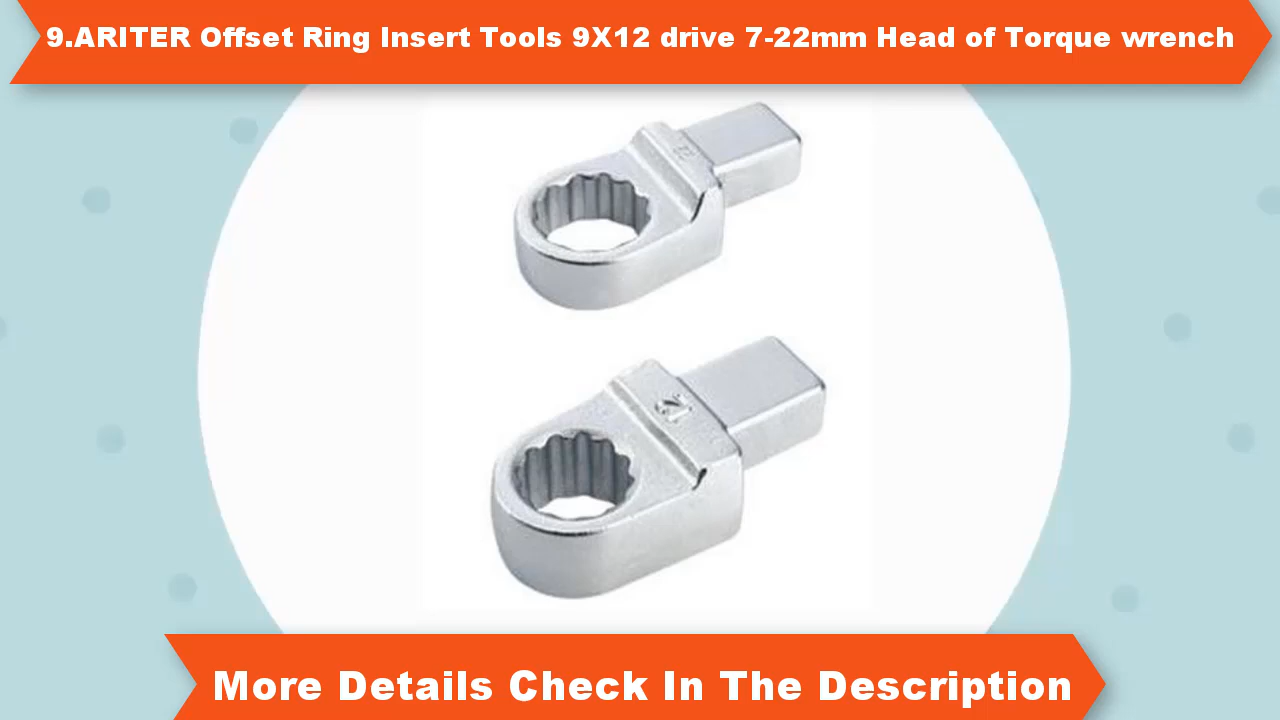 9.ARITER Offset Ring Insert Tools 9X12 drive 7-22mm Head of Torque wrench
More Details Check In The Description